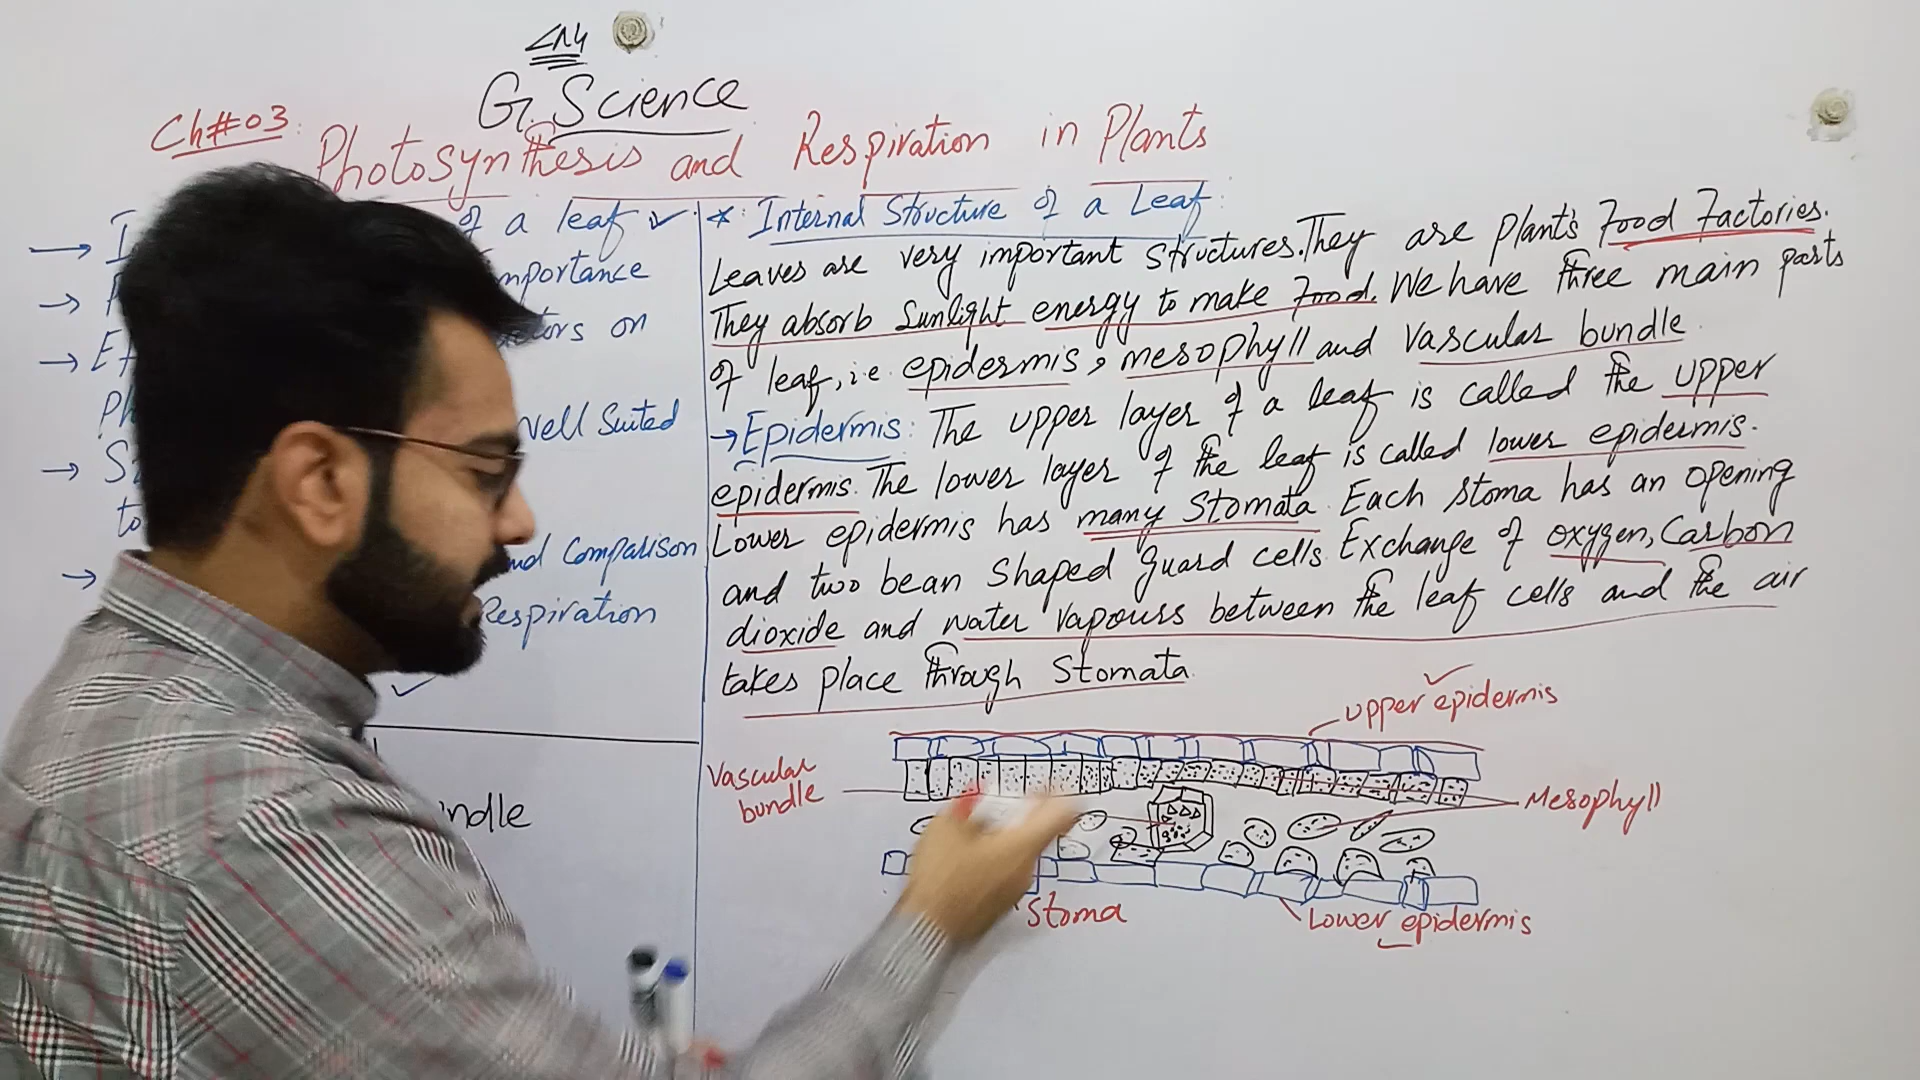 G. Science
Ch#03:
Photosynthesis and Respiration in Plants
of a leaf
mportance
ctors on
Well Suited
to
and Comparison
Respiration
ndle
*: Internal Structure of a Leaf:
Leaves are very important structures. They are plant's Food Factories.
They absorb Sunlight energy to make Food. We have three main parts
of leaf, i.e. epidermis, mesophyll and Vascular bundle.
→ Epidermis: The upper layer of a leaf is called the upper
epidermis. The lower layer of the leaf is called lower epidermis.
Lower epidermis has many Stomata. Each stoma has an opening
and two bean shaped guard cells. Exchange of oxygen, Carbon
dioxide and water vapours between the leaf cells and the air
takes place through Stomata.
upper epidermis
Vascular
bundle
Mesophyll
Stoma
Lower epidermis